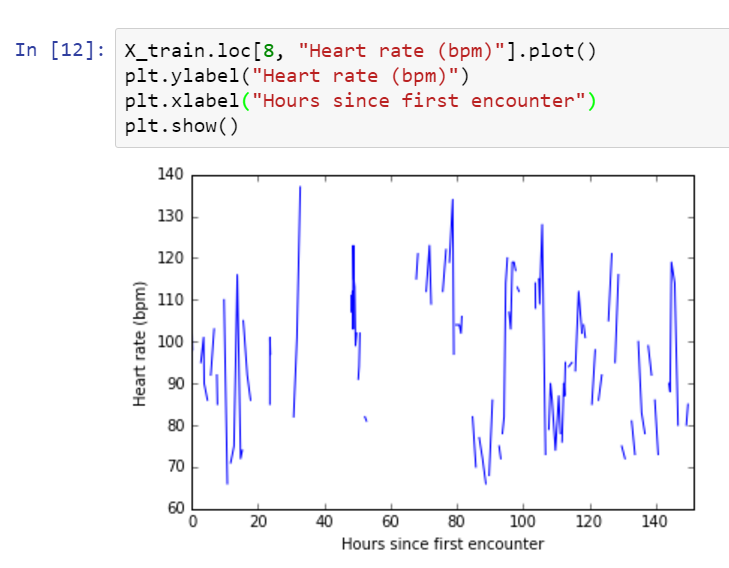 In [12]: X_train.loc[8, "Heart rate (bpm)"].plot()
plt.ylabel("Heart rate (bpm)")
plt.xlabel("Hours since first encounter")
plt.show()
140
130
120
110
100
90
80
70
60
Heart rate (bpm)
0 20 40 60 80 100 120 140
Hours since first encounter